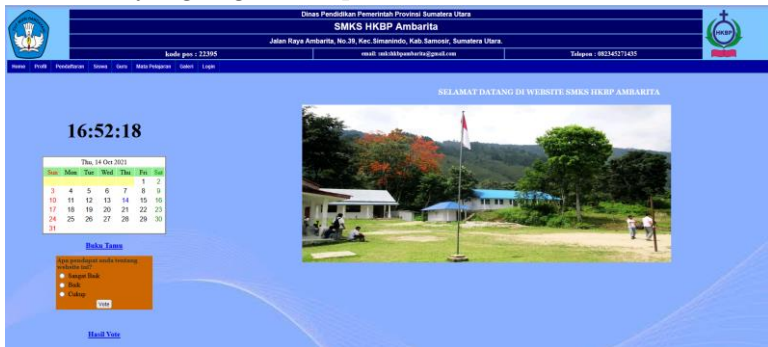 Dinas Pendidikan Pemerintah Provinsi Sumatera Utara
SMKS HKBP Ambarita
Jalan Raya Ambarita, No.39, Kec.Simanindo, Kab.Samosir, Sumatera Utara.
kode pos : 22395 email: smkshkbpambarita@gmail.com Telepon : 082345271435
HKBP
Home Profil Pendaftaran Siswa Guru Mata Pelajaran Galeri Login
SELAMAT DATANG DI WEBSITE SMKS HKBP AMBARITA
16:52:18
Thu, 14 Oct 2021
Sun Mon Tue Wed Thu Fri Sat
1 2
3 4 5 6 7 8 9
10 11 12 13 14 15 16
17 18 19 20 21 22 23
24 25 26 27 28 29 30
31
Buku Tamu
Apa pendapat anda tentang
website ini?
Sangat Baik
Baik
Cukup
Vote
Hasil Vote